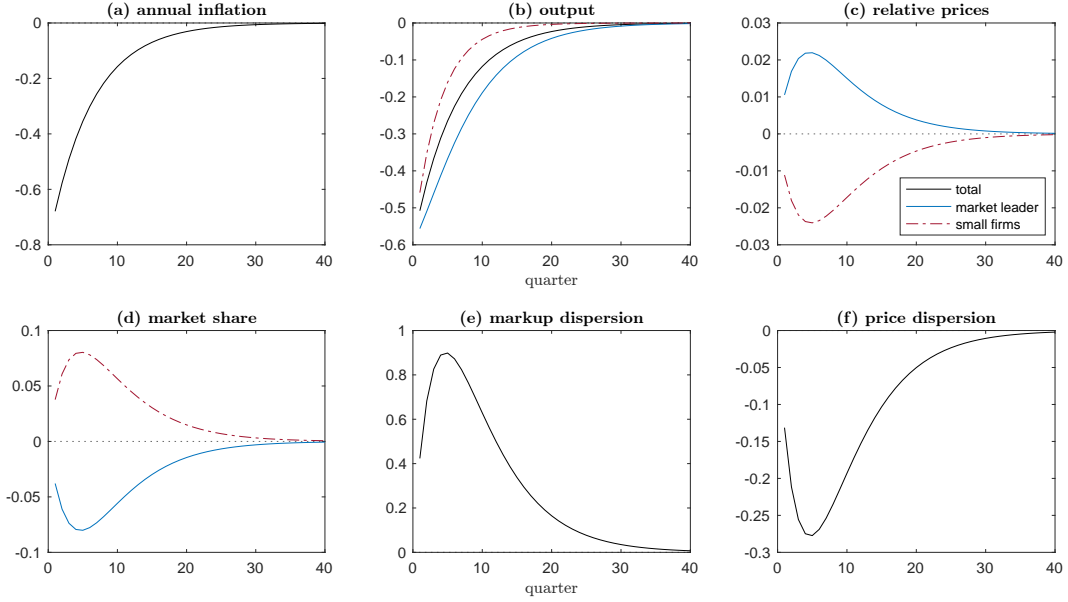 (a) annual inflation
0
-0.2
-0.4
-0.6
-0.8
0 10 20 30 40
(b) output
0
-0.1
-0.2
-0.3
-0.4
-0.5
-0.6
0 10 20 30 40
quarter
(c) relative prices
0.03
0.02
0.01
0
-0.01
-0.02
-0.03
0 10 20 30 40
total
market leader
small firms
(d) market share
0.1
0.05
0
-0.05
-0.1
0 10 20 30 40
(e) markup dispersion
1
0.8
0.6
0.4
0.2
0
0 10 20 30 40
quarter
(f) price dispersion
0
-0.05
-0.1
-0.15
-0.2
-0.25
-0.3
0 10 20 30 40